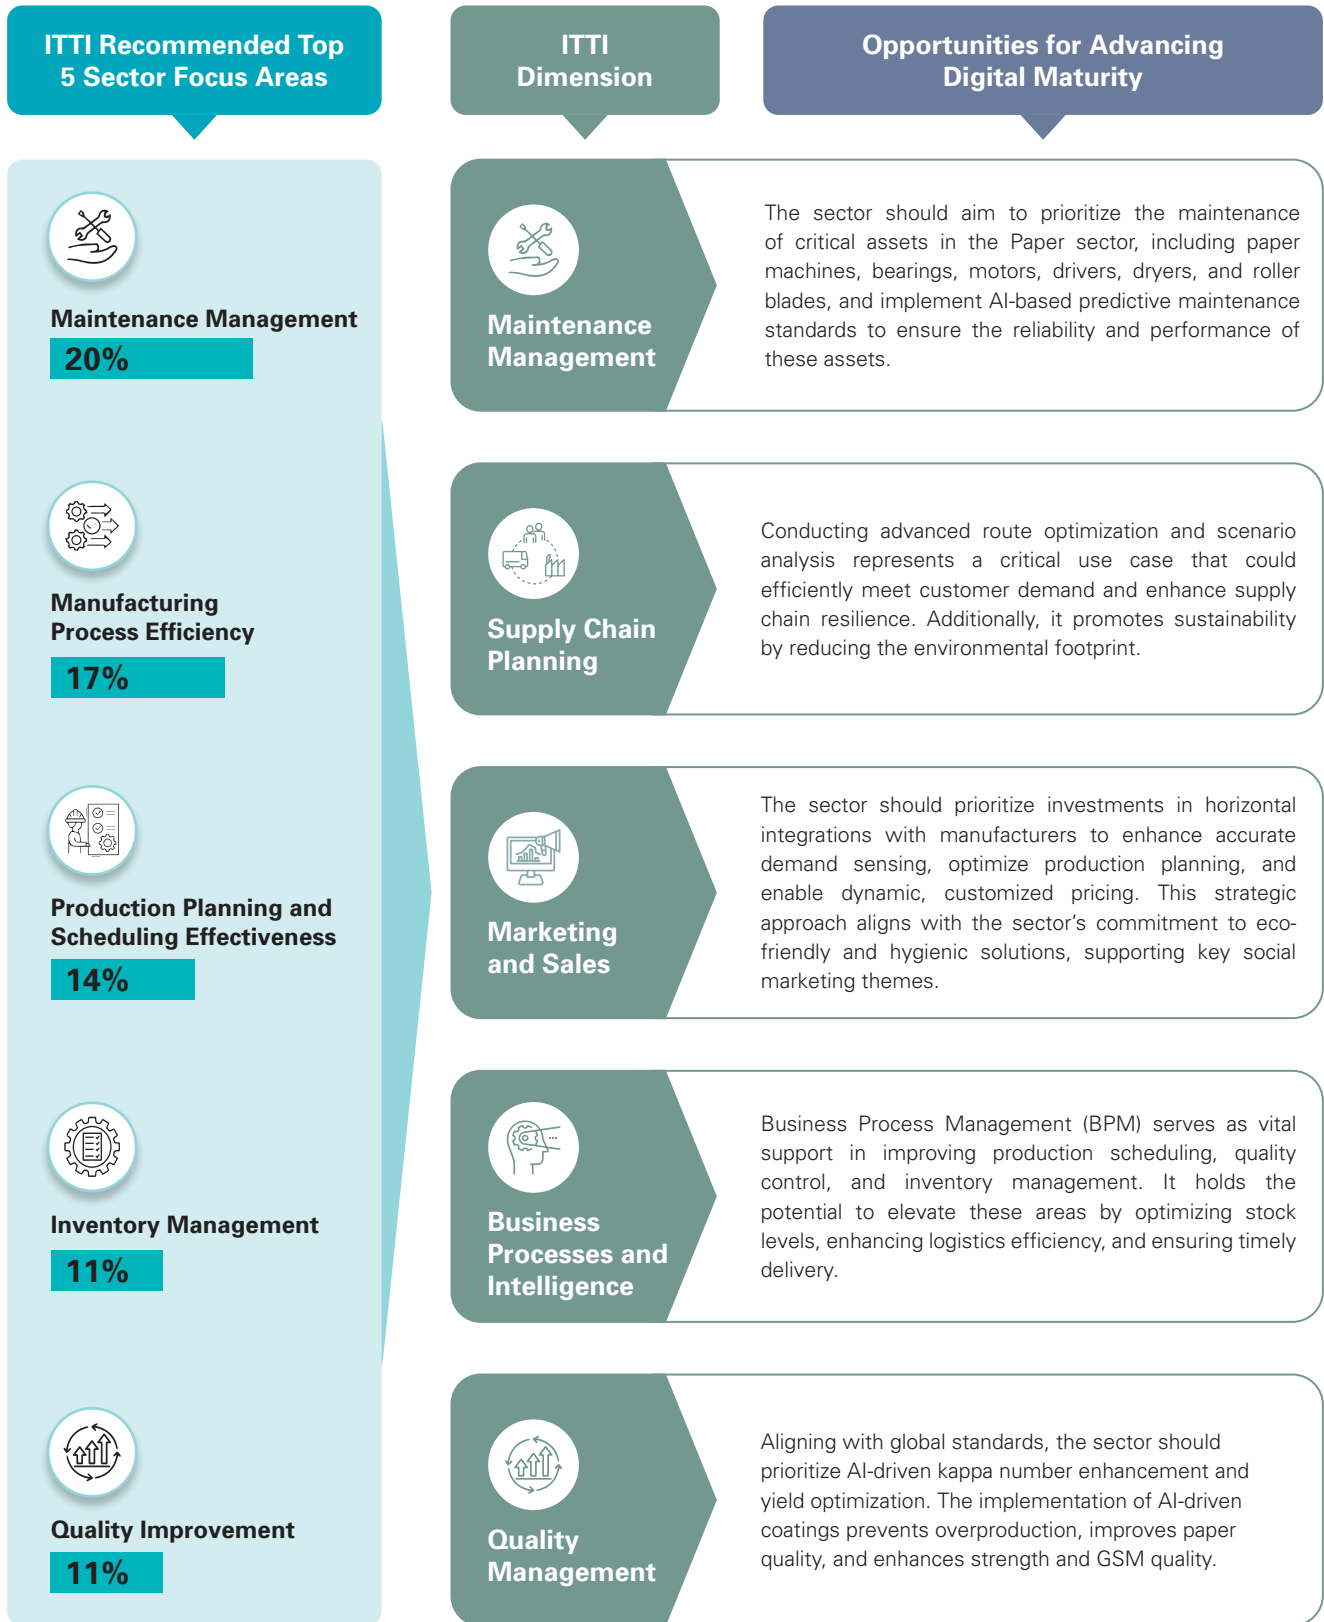 ITTI Recommended Top
5 Sector Focus Areas
ITTI
Dimension
Opportunities for Advancing
Digital Maturity
Maintenance Management
20%
Manufacturing
Process Efficiency
17%
Production Planning and
Scheduling Effectiveness
14%
Inventory Management
11%
Quality Improvement
11%
Maintenance
Management
The sector should aim to prioritize the maintenance
of critical assets in the Paper sector, including paper
machines, bearings, motors, drivers, dryers, and roller
blades, and implement AI-based predictive maintenance
standards to ensure the reliability and performance of
these assets.
Supply Chain
Planning
Conducting advanced route optimization and scenario
analysis represents a critical use case that could
efficiently meet customer demand and enhance supply
chain resilience. Additionally, it promotes sustainability
by reducing the environmental footprint.
Marketing
and Sales
The sector should prioritize investments in horizontal
integrations with manufacturers to enhance accurate
demand sensing, optimize production planning, and
enable dynamic, customized pricing. This strategic
approach aligns with the sector's commitment to eco-
friendly and hygienic solutions, supporting key social
marketing themes.
Business
Processes and
Intelligence
Business Process Management (BPM) serves as vital
support in improving production scheduling, quality
control, and inventory management. It holds the
potential to elevate these areas by optimizing stock
levels, enhancing logistics efficiency, and ensuring timely
delivery.
Quality
Management
Aligning with global standards, the sector should
prioritize AI-driven kappa number enhancement and
yield optimization. The implementation of AI-driven
coatings prevents overproduction, improves paper
quality, and enhances strength and GSM quality.